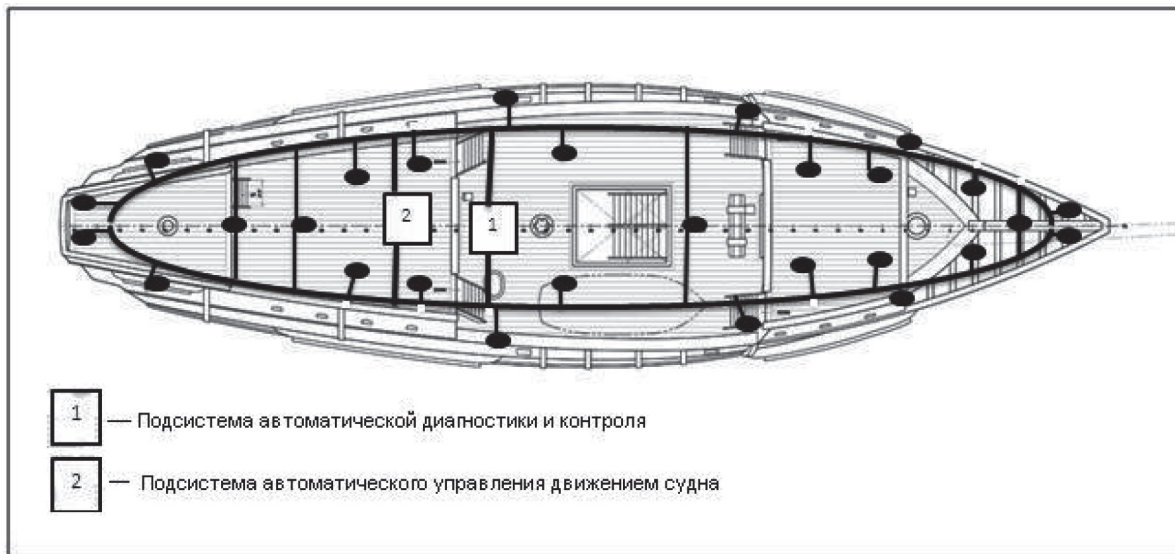 2
1
1 — Подсистема автоматической диагностики и контроля
2 — Подсистема автоматического управления движением судна